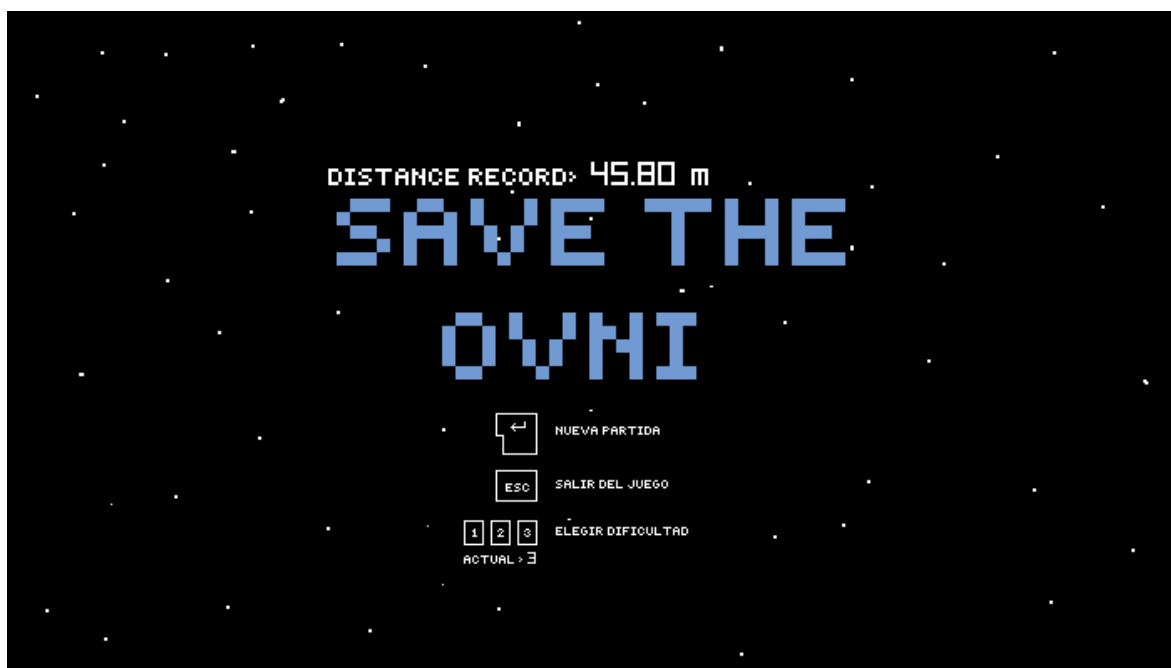 DISTANCE RECORD> 45.80 m
SAVE THE
OVNI
↵ NUEVA PARTIDA
ESC SALIR DEL JUEGO
1 2 3 ELEGIR DIFICULTAD
ACTUAL > 3